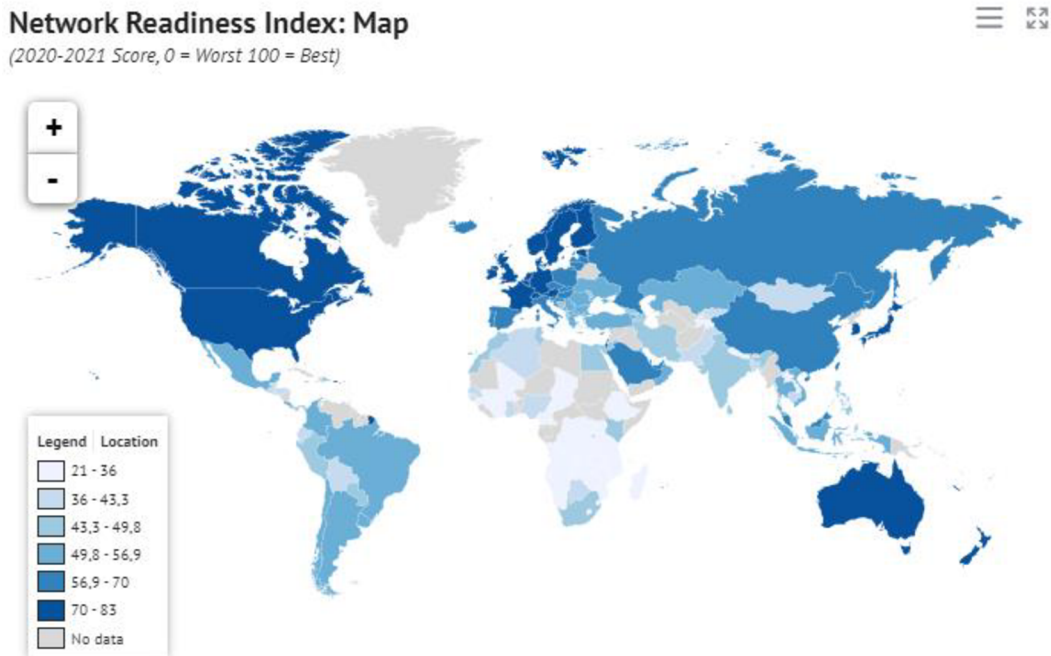 Network Readiness Index: Map
(2020-2021 Score, 0 = Worst 100 = Best)
+
-
Legend Location
21 - 36
36 - 43,3
43,3 - 49,8
49,8 - 56,9
56,9 - 70
70 - 83
No data